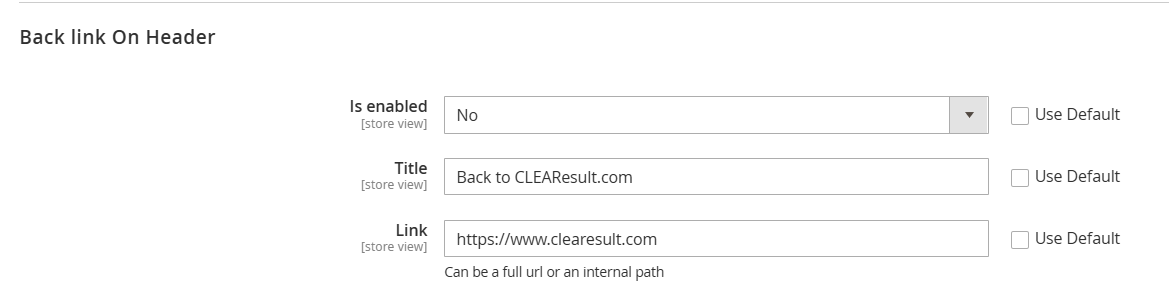 Back link On Header
Is enabled
[store view]
No
Use Default
Title
[store view]
Back to CLEAResult.com
Use Default
Link
[store view]
https://www.clearesult.com
Use Default
Can be a full url or an internal path